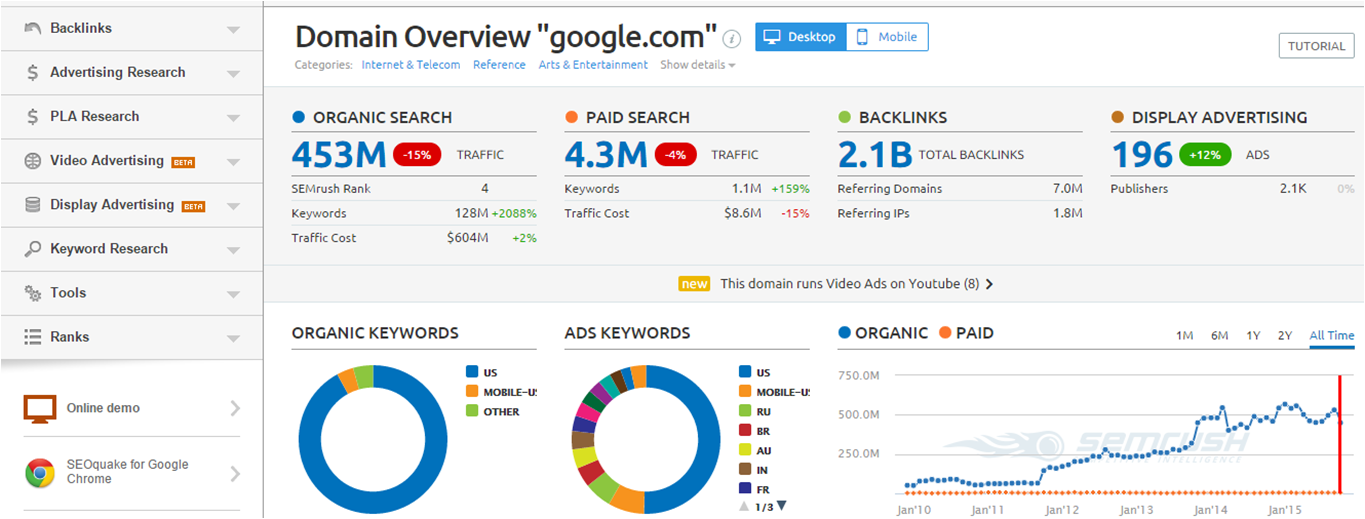 Backlinks
Advertising Research
PLA Research
Video Advertising BETA
Display Advertising BETA
Keyword Research
Tools
Ranks
Online demo
SEOquake for Google
Chrome
Domain Overview "google.com" i
Desktop Mobile
TUTORIAL
Categories: Internet & Telecom Reference Arts & Entertainment Show details
ORGANIC SEARCH
453M -15% TRAFFIC
SEMrush Rank 4
Keywords 128M +2088%
Traffic Cost $604M +2%
PAID SEARCH
4.3M -4% TRAFFIC
Keywords 1.1M +159%
Traffic Cost $8.6M -15%
BACKLINKS
2.1B TOTAL BACKLINKS
Referring Domains 7.0M
Referring IPs 1.8M
DISPLAY ADVERTISING
196 +12% ADS
Publishers 2.1K 0%
new This domain runs Video Ads on Youtube (8)
ORGANIC KEYWORDS
US
MOBILE-US
OTHER
ADS KEYWORDS
US
MOBILE-US
RU
BR
AU
IN
FR
1/3
ORGANIC PAID
1M 6M 1Y 2Y All Time
750.0M
500.0M
250.0M
semrush
INTELLIGENCE
Jan'10 Jan'11 Jan'12 Jan'13 Jan'14 Jan'15